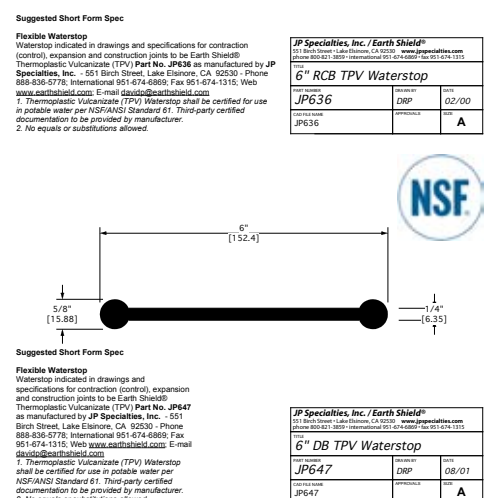 Suggested Short Form Spec
Flexible Waterstop
Waterstop indicated in drawings and specifications for contraction
(control), expansion and construction joints to be Earth Shield®
Thermoplastic Vulcanizate (TPV) Part No. JP636 as manufactured by JP
Specialties, Inc. - 551 Birch Street, Lake Elsinore, CA 92530 - Phone
888-836-5778; International 951-674-6869; Fax 951-674-1315; Web
www.earthshield.com; E-mail davidp@earthshield.com
1. Thermoplastic Vulcanizate (TPV) Waterstop shall be certified for use
in potable water per NSF/ANSI Standard 61. Third-party certified
documentation to be provided by manufacturer.
2. No equals or substitutions allowed.
JP Specialties, Inc. / Earth Shield®
551 Birch Street • Lake Elsinore, CA 92530 www.jpspecialties.com
phone 800-821-3859 • international 951-674-6869 • fax 951-674-1315
TITLE
6" RCB TPV Waterstop
PART NUMBER DRAWN BY DATE
JP636 DRP 02/00
CAD FILE NAME APPROVALS SIZE
JP636 A
NSF
6"
[152.4]
5/8"
[15.88]
1/4"
[6.35]
Suggested Short Form Spec
Flexible Waterstop
Waterstop indicated in drawings and
specifications for contraction (control), expansion
and construction joints to be Earth Shield®
Thermoplastic Vulcanizate (TPV) Part No. JP647
as manufactured by JP Specialties, Inc. - 551
Birch Street, Lake Elsinore, CA 92530 - Phone
888-836-5778; International 951-674-6869; Fax
951-674-1315; Web www.earthshield.com; E-mail
davidp@earthshield.com
1. Thermoplastic Vulcanizate (TPV) Waterstop
shall be certified for use in potable water per
NSF/ANSI Standard 61. Third-party certified
documentation to be provided by manufacturer.
JP Specialties, Inc. / Earth Shield®
551 Birch Street • Lake Elsinore, CA 92530 www.jpspecialties.com
phone 800-821-3859 • international 951-674-6869 • fax 951-674-1315
TITLE
6" DB TPV Waterstop
PART NUMBER DRAWN BY DATE
JP647 DRP 08/01
CAD FILE NAME APPROVALS SIZE
JP647 A